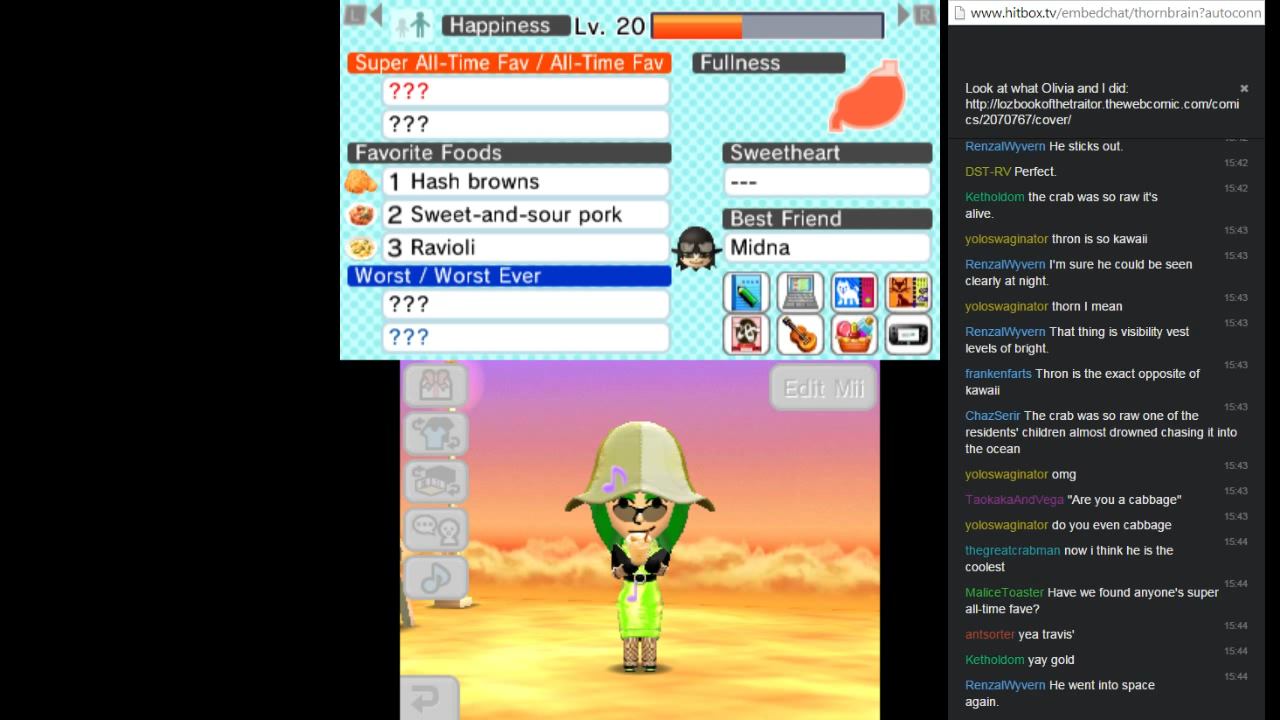 L
Happiness Lv. 20
R
Super All-Time Fav / All-Time Fav
???
???
Favorite Foods
1 Hash browns
2 Sweet-and-sour pork
3 Ravioli
Worst / Worst Ever
???
???
Fullness
Sweetheart
---
Best Friend
Midna
Edit Mii
www.hitbox.tv/embedchat/thornbrain?autoconn
Look at what Olivia and I did:
http://lozbookofthetraitor.thewebcomic.com/comi
cs/2070767/cover/
RenzalWyvern He sticks out.
DST-RV Perfect. 15:42
Ketholdom the crab was so raw it's 15:42
alive.
yoloswaginator thron is so kawaii 15:43
RenzalWyvern I'm sure he could be seen 15:43
clearly at night.
yoloswaginator thorn I mean 15:43
RenzalWyvern That thing is visibility vest 15:43
levels of bright.
frankenfarts Thron is the exact opposite of 15:43
kawaii
ChazSerir The crab was so raw one of the 15:43
residents' children almost drowned chasing it into
the ocean
yoloswaginator omg 15:43
TaokakaAndVega "Are you a cabbage" 15:43
yoloswaginator do you even cabbage 15:43
thegreatcrabman now i think he is the 15:44
coolest
MaliceToaster Have we found anyone's super 15:44
all-time fave?
antsorter yea travis' 15:44
Ketholdom yay gold 15:44
RenzalWyvern He went into space 15:44
again.